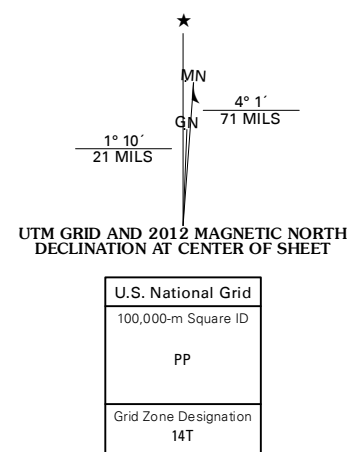 MN
4° 1´
71 MILS
GN
1° 10´
21 MILS
UTM GRID AND 2012 MAGNETIC NORTH
DECLINATION AT CENTER OF SHEET
U.S. National Grid
100,000-m Square ID
PP
Grid Zone Designation
14T